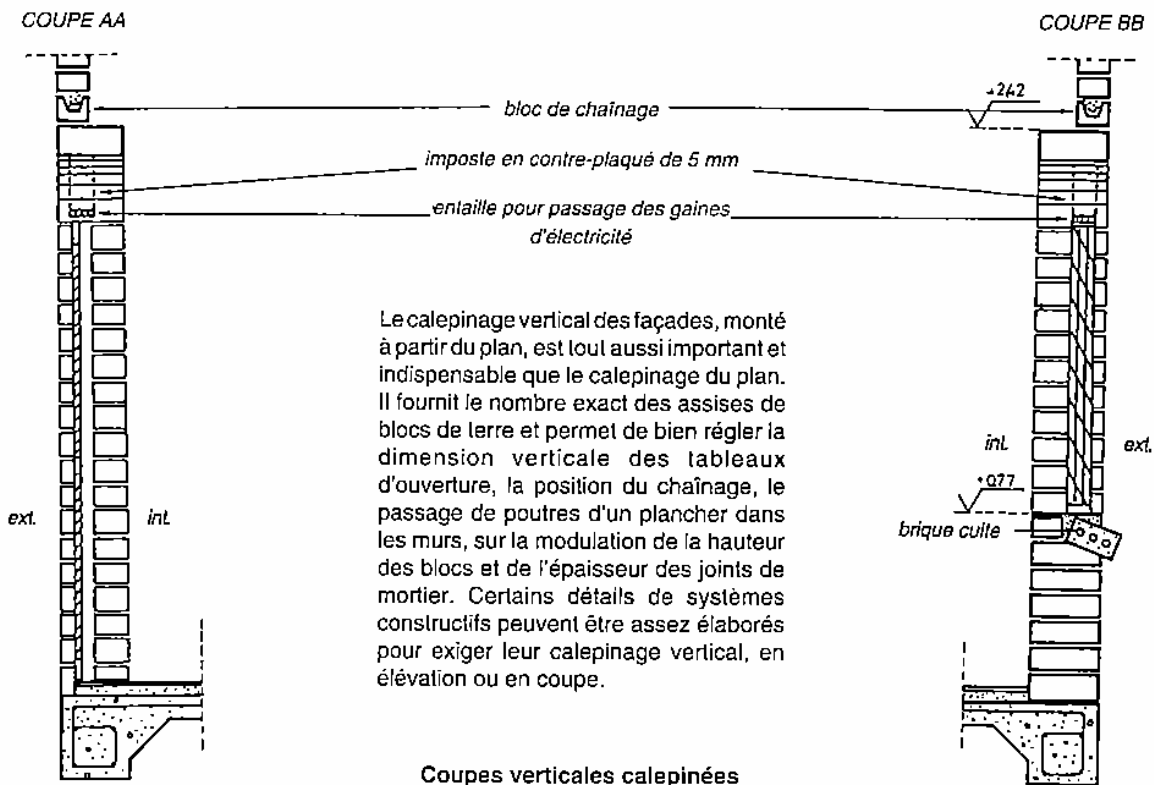 COUPE AA
COUPE BB
+242
bloc de chaînage
imposte en contre-plaqué de 5 mm
entaille pour passage des gaines
d'électricité
Le calepinage vertical des façades, monté
à partir du plan, est tout aussi important et
indispensable que le calepinage du plan.
Il fournit le nombre exact des assises de
blocs de terre et permet de bien régler la
dimension verticale des tableaux
d'ouverture, la position du chaînage, le
passage de poutres d'un plancher dans
les murs, sur la modulation de la hauteur
des blocs et de l'épaisseur des joints de
mortier. Certains détails de systèmes
constructifs peuvent être assez élaborés
pour exiger leur calepinage vertical, en
élévation ou en coupe.
ext.
int.
int.
ext.
+077
brique cuite
Coupes verticales calepinées